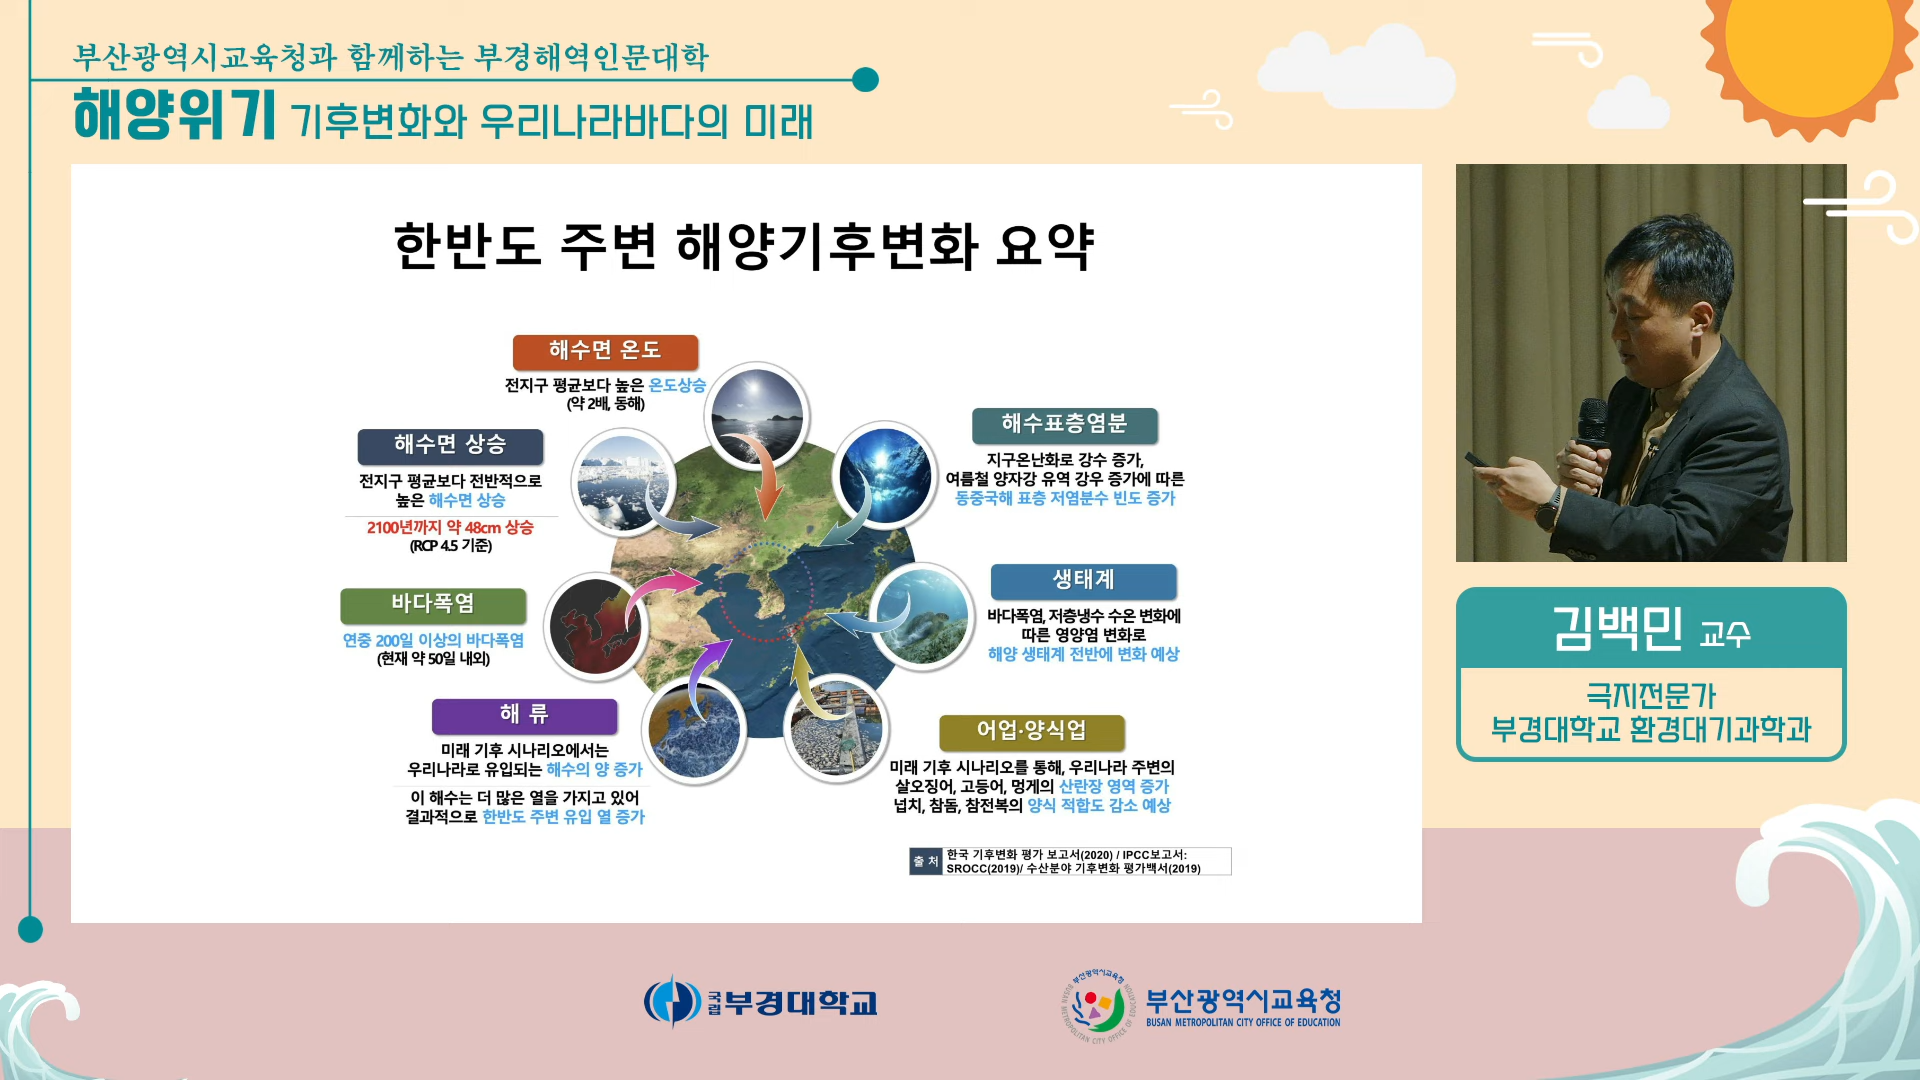 부산광역시교육청과 함께하는 부경해역인문대학
해양위기 기후변화와 우리나라바다의 미래
한반도 주변 해양기후변화 요약
해수면 온도
전지구 평균보다 높은 온도상승
(약 2배, 동해)
해수면 상승
전지구 평균보다 전반적으로
높은 해수면 상승
2100년까지 약 48cm 상승
(RCP 4.5 기준)
바다폭염
연중 200일 이상의 바다폭염
(현재 약 50일 내외)
해 류
미래 기후 시나리오에서는
우리나라로 유입되는 해수의 양 증가
이 해수는 더 많은 열을 가지고 있어
결과적으로 한반도 주변 유입 열 증가
해수표층염분
지구온난화로 강수 증가,
여름철 양자강 유역 강우 증가에 따른
동중국해 표층 저염분수 빈도 증가
생태계
바다폭염, 저층냉수 수온 변화에
따른 영양염 변화로
해양 생태계 전반에 변화 예상
어업·양식업
미래 기후 시나리오를 통해, 우리나라 주변의
살오징어, 고등어, 멍게의 산란장 영역 증가
넙치, 참돔, 참전복의 양식 적합도 감소 예상
출 처
한국 기후변화 평가 보고서(2020) / IPCC보고서:
SROCC(2019)/ 수산분야 기후변화 평가백서(2019)
김백민 교수
극지전문가
부경대학교 환경대기과학과
국립부경대학교
부산광역시교육청
BUSAN METROPOLITAN CITY OFFICE OF EDUCATION
부산광역시교육청
BUSAN METROPOLITAN CITY OFFICE OF EDUCATION